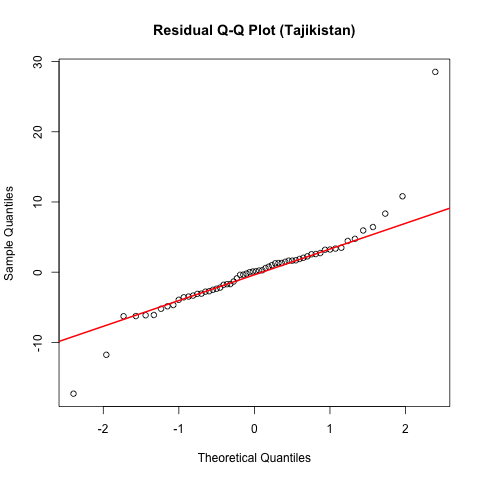 Residual Q-Q Plot (Tajikistan)
30
20
10
0
-10
Sample Quantiles
-2 -1 0 1 2
Theoretical Quantiles